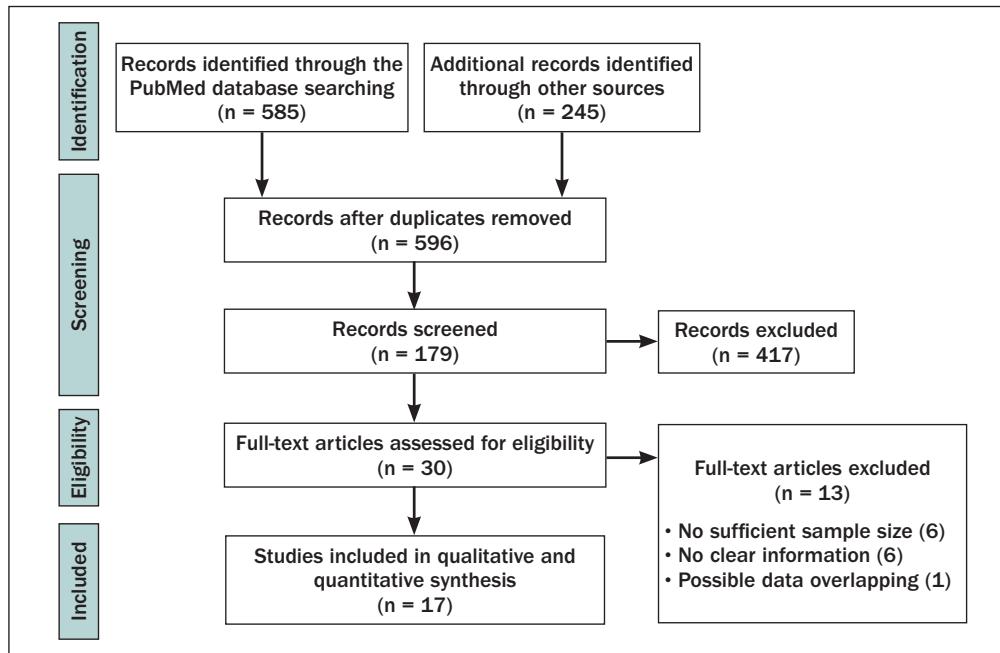 Identification
Records identified through the
PubMed database searching
(n = 585)
Additional records identified
through other sources
(n = 245)
Screening
Records after duplicates removed
(n = 596)
Records screened
(n = 179)
Records excluded
(n = 417)
Eligibility
Full-text articles assessed for eligibility
(n = 30)
Full-text articles excluded
(n = 13)
• No sufficient sample size (6)
• No clear information (6)
• Possible data overlapping (1)
Included
Studies included in qualitative and
quantitative synthesis
(n = 17)